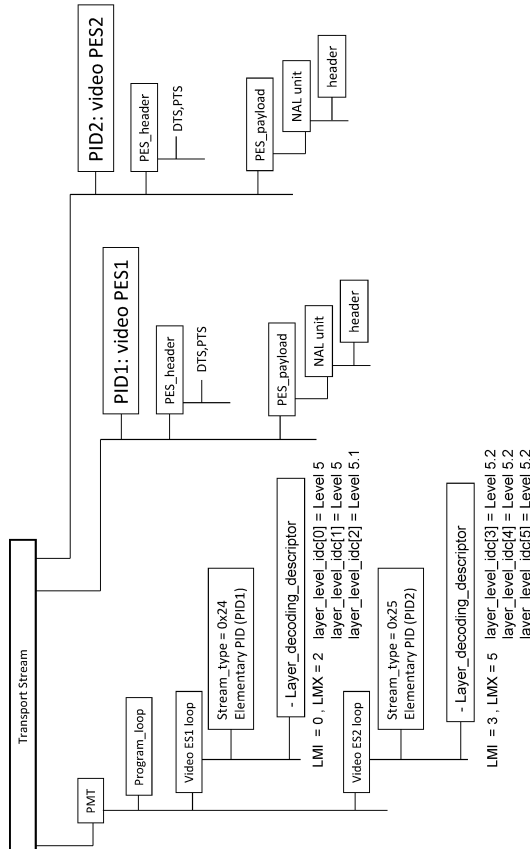 Transport Stream
PMT
Program_loop
Video ES1 loop
Stream_type = 0x24
Elementary PID (PID1)
- Layer_decoding_descriptor
LMI = 0 , LMX = 2 layer_level_idc[0] = Level 5
layer_level_idc[1] = Level 5
layer_level_idc[2] = Level 5.1
Video ES2 loop
Stream_type = 0x25
Elementary PID (PID2)
- Layer_decoding_descriptor
LMI = 3 , LMX = 5 layer_level_idc[3] = Level 5.2
layer_level_idc[4] = Level 5.2
layer_level_idc[5] = Level 5.2
PID1: video PES1
PES_header
DTS,PTS
PES_payload
NAL unit
header
PID2: video PES2
PES_header
DTS,PTS
PES_payload
NAL unit
header